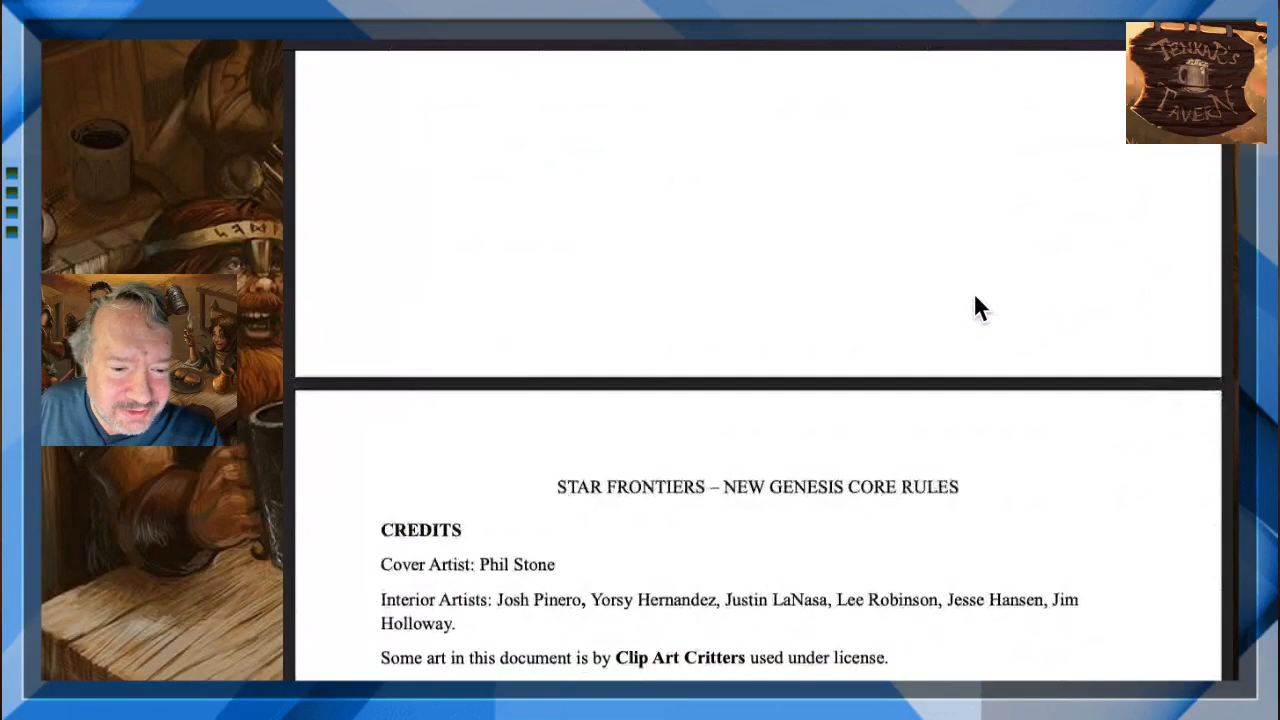 TENKAR'S
TAVERN
STAR FRONTIERS – NEW GENESIS CORE RULES
CREDITS
Cover Artist: Phil Stone
Interior Artists: Josh Pinero, Yorsy Hernandez, Justin LaNasa, Lee Robinson, Jesse Hansen, Jim
Holloway.
Some art in this document is by Clip Art Critters used under license.